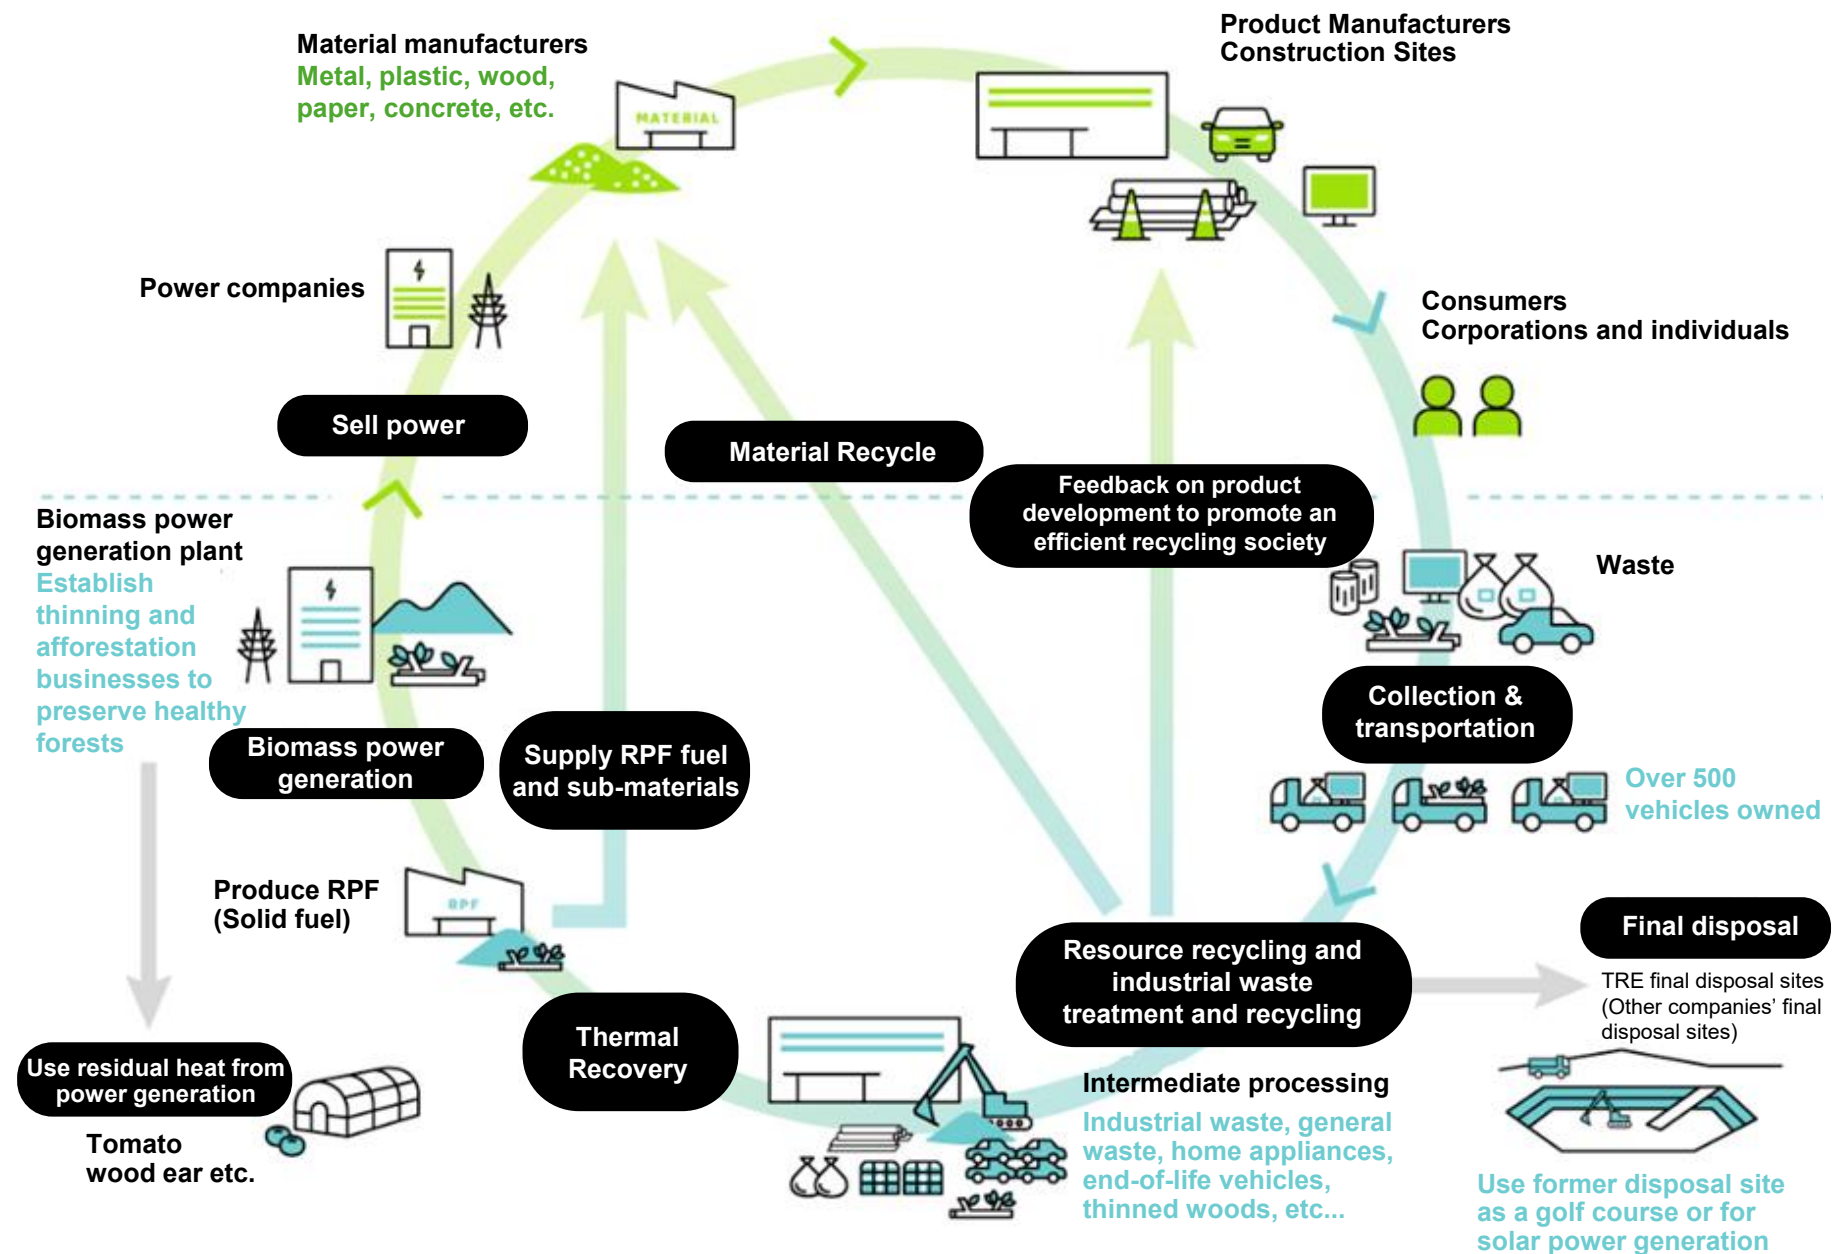 Material manufacturers
Metal, plastic, wood,
paper, concrete, etc.
MATERIAL
Product Manufacturers
Construction Sites
Power companies
Consumers
Corporations and individuals
Sell power
Material Recycle
Feedback on product
development to promote an
efficient recycling society
Biomass power
generation plant
Establish
thinning and
afforestation
businesses to
preserve healthy
forests
Waste
Collection &
transportation
Over 500
vehicles owned
Biomass power
generation
Supply RPF fuel
and sub-materials
Produce RPF
(Solid fuel)
RPF
Resource recycling and
industrial waste
treatment and recycling
Final disposal
TRE final disposal sites
(Other companies’ final
disposal sites)
Thermal
Recovery
Use residual heat from
power generation
Tomato
wood ear etc.
Intermediate processing
Industrial waste, general
waste, home appliances,
end-of-life vehicles,
thinned woods, etc...
Use former disposal site
as a golf course or for
solar power generation